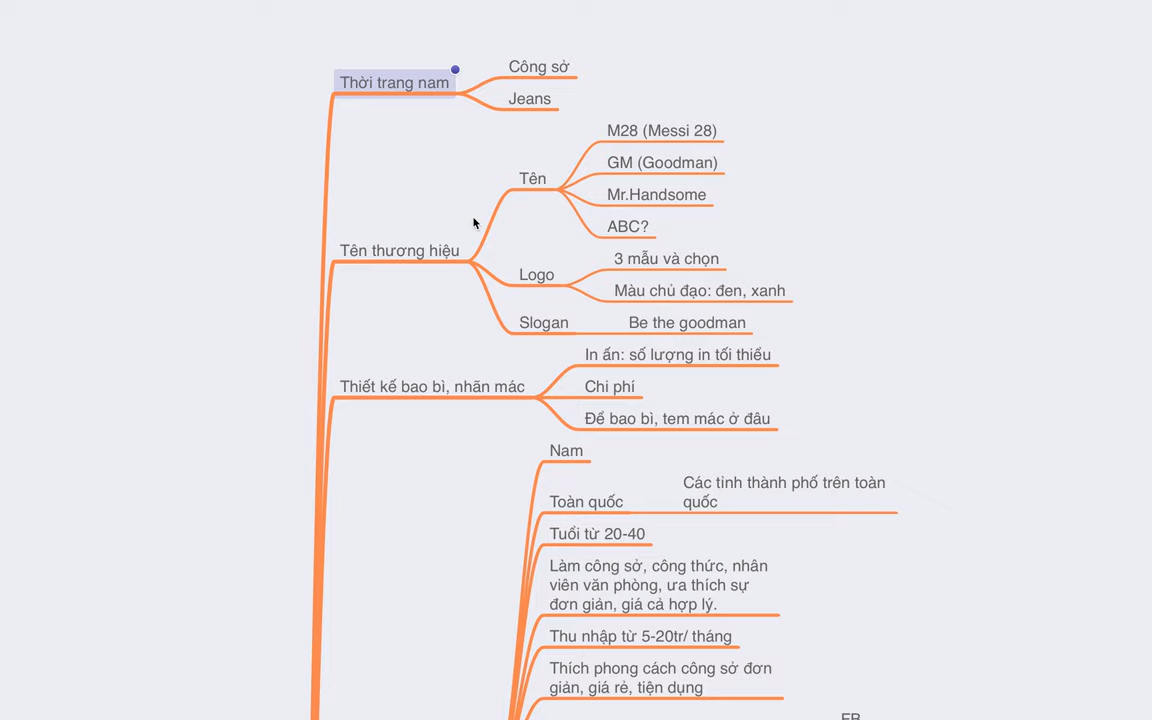 Thời trang nam
Công sở
Jeans
Tên thương hiệu
Tên
M28 (Messi 28)
GM (Goodman)
Mr.Handsome
ABC?
Logo
3 mẫu và chọn
Màu chủ đạo: đen, xanh
Slogan
Be the goodman
Thiết kế bao bì, nhãn mác
In ấn: số lượng in tối thiểu
Chi phí
Để bao bì, tem mác ở đâu
Nam
Toàn quốc
Các tỉnh thành phố trên toàn
quốc
Tuổi từ 20-40
Làm công sở, công thức, nhân
viên văn phòng, ưa thích sự
đơn giản, giá cả hợp lý.
Thu nhập từ 5-20tr/ tháng
Thích phong cách công sở đơn
giản, giá rẻ, tiện dụng